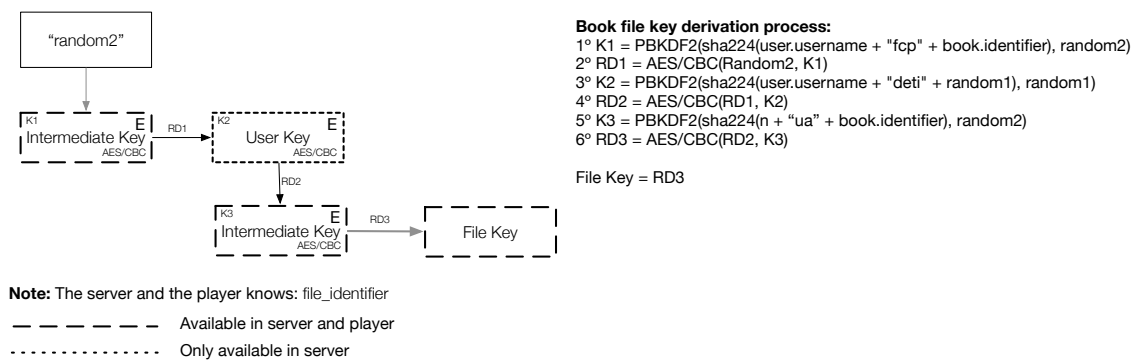 “random2”
K1
E
Intermediate Key
AES/CBC
RD1
K2
E
User Key
AES/CBC
RD2
K3
E
Intermediate Key
AES/CBC
RD3
File Key
Book file key derivation process:
1º K1 = PBKDF2(sha224(user.username + "fcp" + book.identifier), random2)
2º RD1 = AES/CBC(Random2, K1)
3º K2 = PBKDF2(sha224(user.username + "deti" + random1), random1)
4º RD2 = AES/CBC(RD1, K2)
5º K3 = PBKDF2(sha224(n + “ua” + book.identifier), random2)
6º RD3 = AES/CBC(RD2, K3)
File Key = RD3
Note: The server and the player knows: file_identifier
Available in server and player
Only available in server